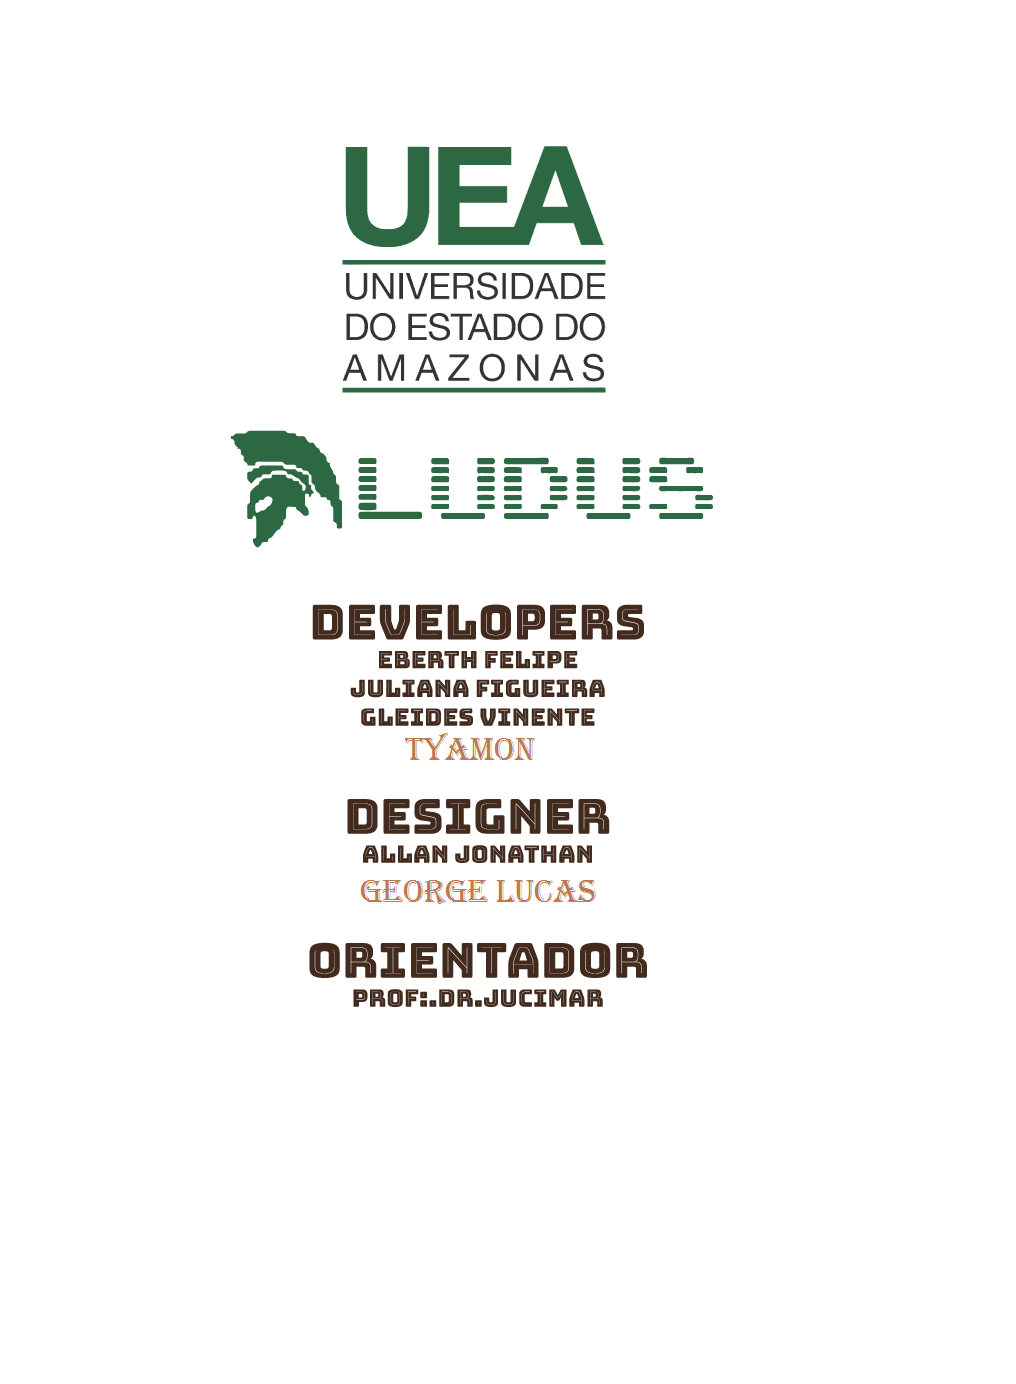 UEA
UNIVERSIDADE
DO ESTADO DO
AMAZONAS
LUDUS
DEVELOPERS
EBERTH FELIPE
JULIANA FIGUEIRA
GLEIDES VINENTE
TYAMON
DESIGNER
ALLAN JONATHAN
GEORGE LUCAS
ORIENTADOR
PROF:.DR.JUCIMAR